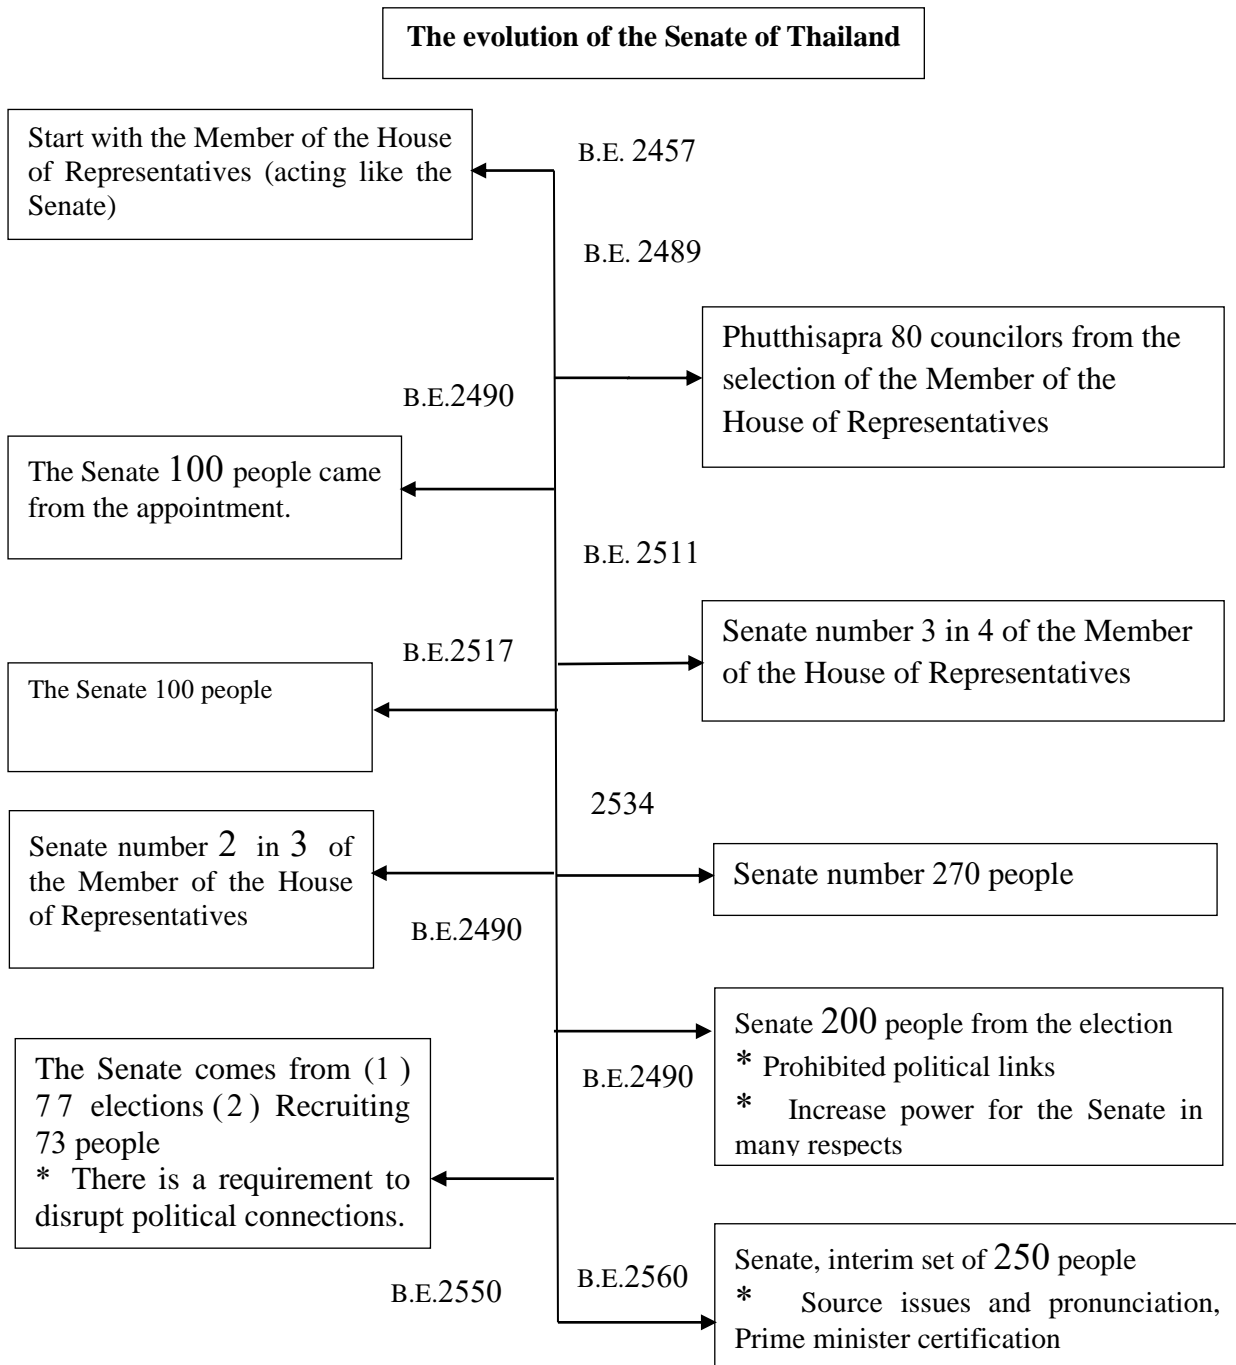 The evolution of the Senate of Thailand
Start with the Member of the House
of Representatives (acting like the
Senate)
B.E. 2457
B.E. 2489
Phutthisapra 80 councilors from the
selection of the Member of the
House of Representatives
B.E.2490
The Senate 100 people came
from the appointment.
B.E. 2511
Senate number 3 in 4 of the Member
of the House of Representatives
B.E.2517
The Senate 100 people
2534
Senate number 2 in 3 of
the Member of the House
of Representatives
Senate number 270 people
B.E.2490
Senate 200 people from the election
* Prohibited political links
* Increase power for the Senate in
many respects
B.E.2490
The Senate comes from (1)
77 elections (2) Recruiting
73 people
* There is a requirement to
disrupt political connections.
B.E.2550
B.E.2560
Senate, interim set of 250 people
* Source issues and pronunciation,
Prime minister certification